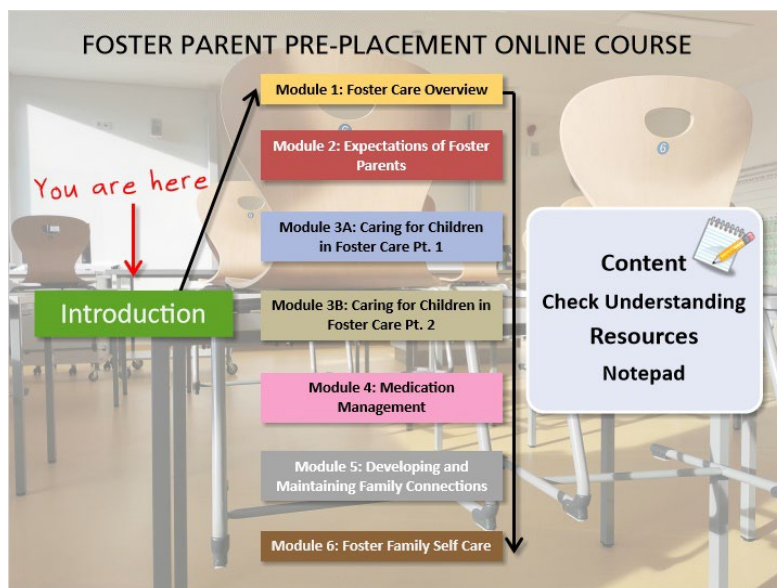 FOSTER PARENT PRE-PLACEMENT ONLINE COURSE
Module 1: Foster Care Overview
Module 2: Expectations of Foster
Parents
You are here
Module 3A: Caring for Children
in Foster Care Pt. 1
Introduction
Module 3B: Caring for Children in
Foster Care Pt. 2
Module 4: Medication
Management
Module 5: Developing and
Maintaining Family Connections
Module 6: Foster Family Self Care
Content
Check Understanding
Resources
Notepad
6